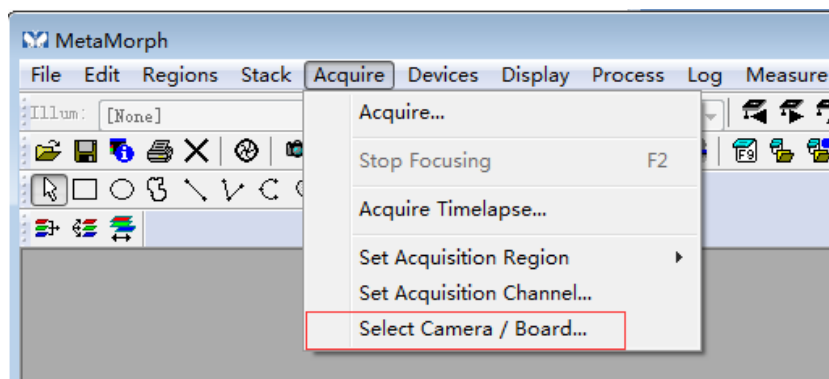 MetaMorph
File Edit Regions Stack Acquire Devices Display Process Log Measure
Illum: [None]
Acquire...
Stop Focusing F2
Acquire Timelapse...
Set Acquisition Region
Set Acquisition Channel...
Select Camera / Board...
F9